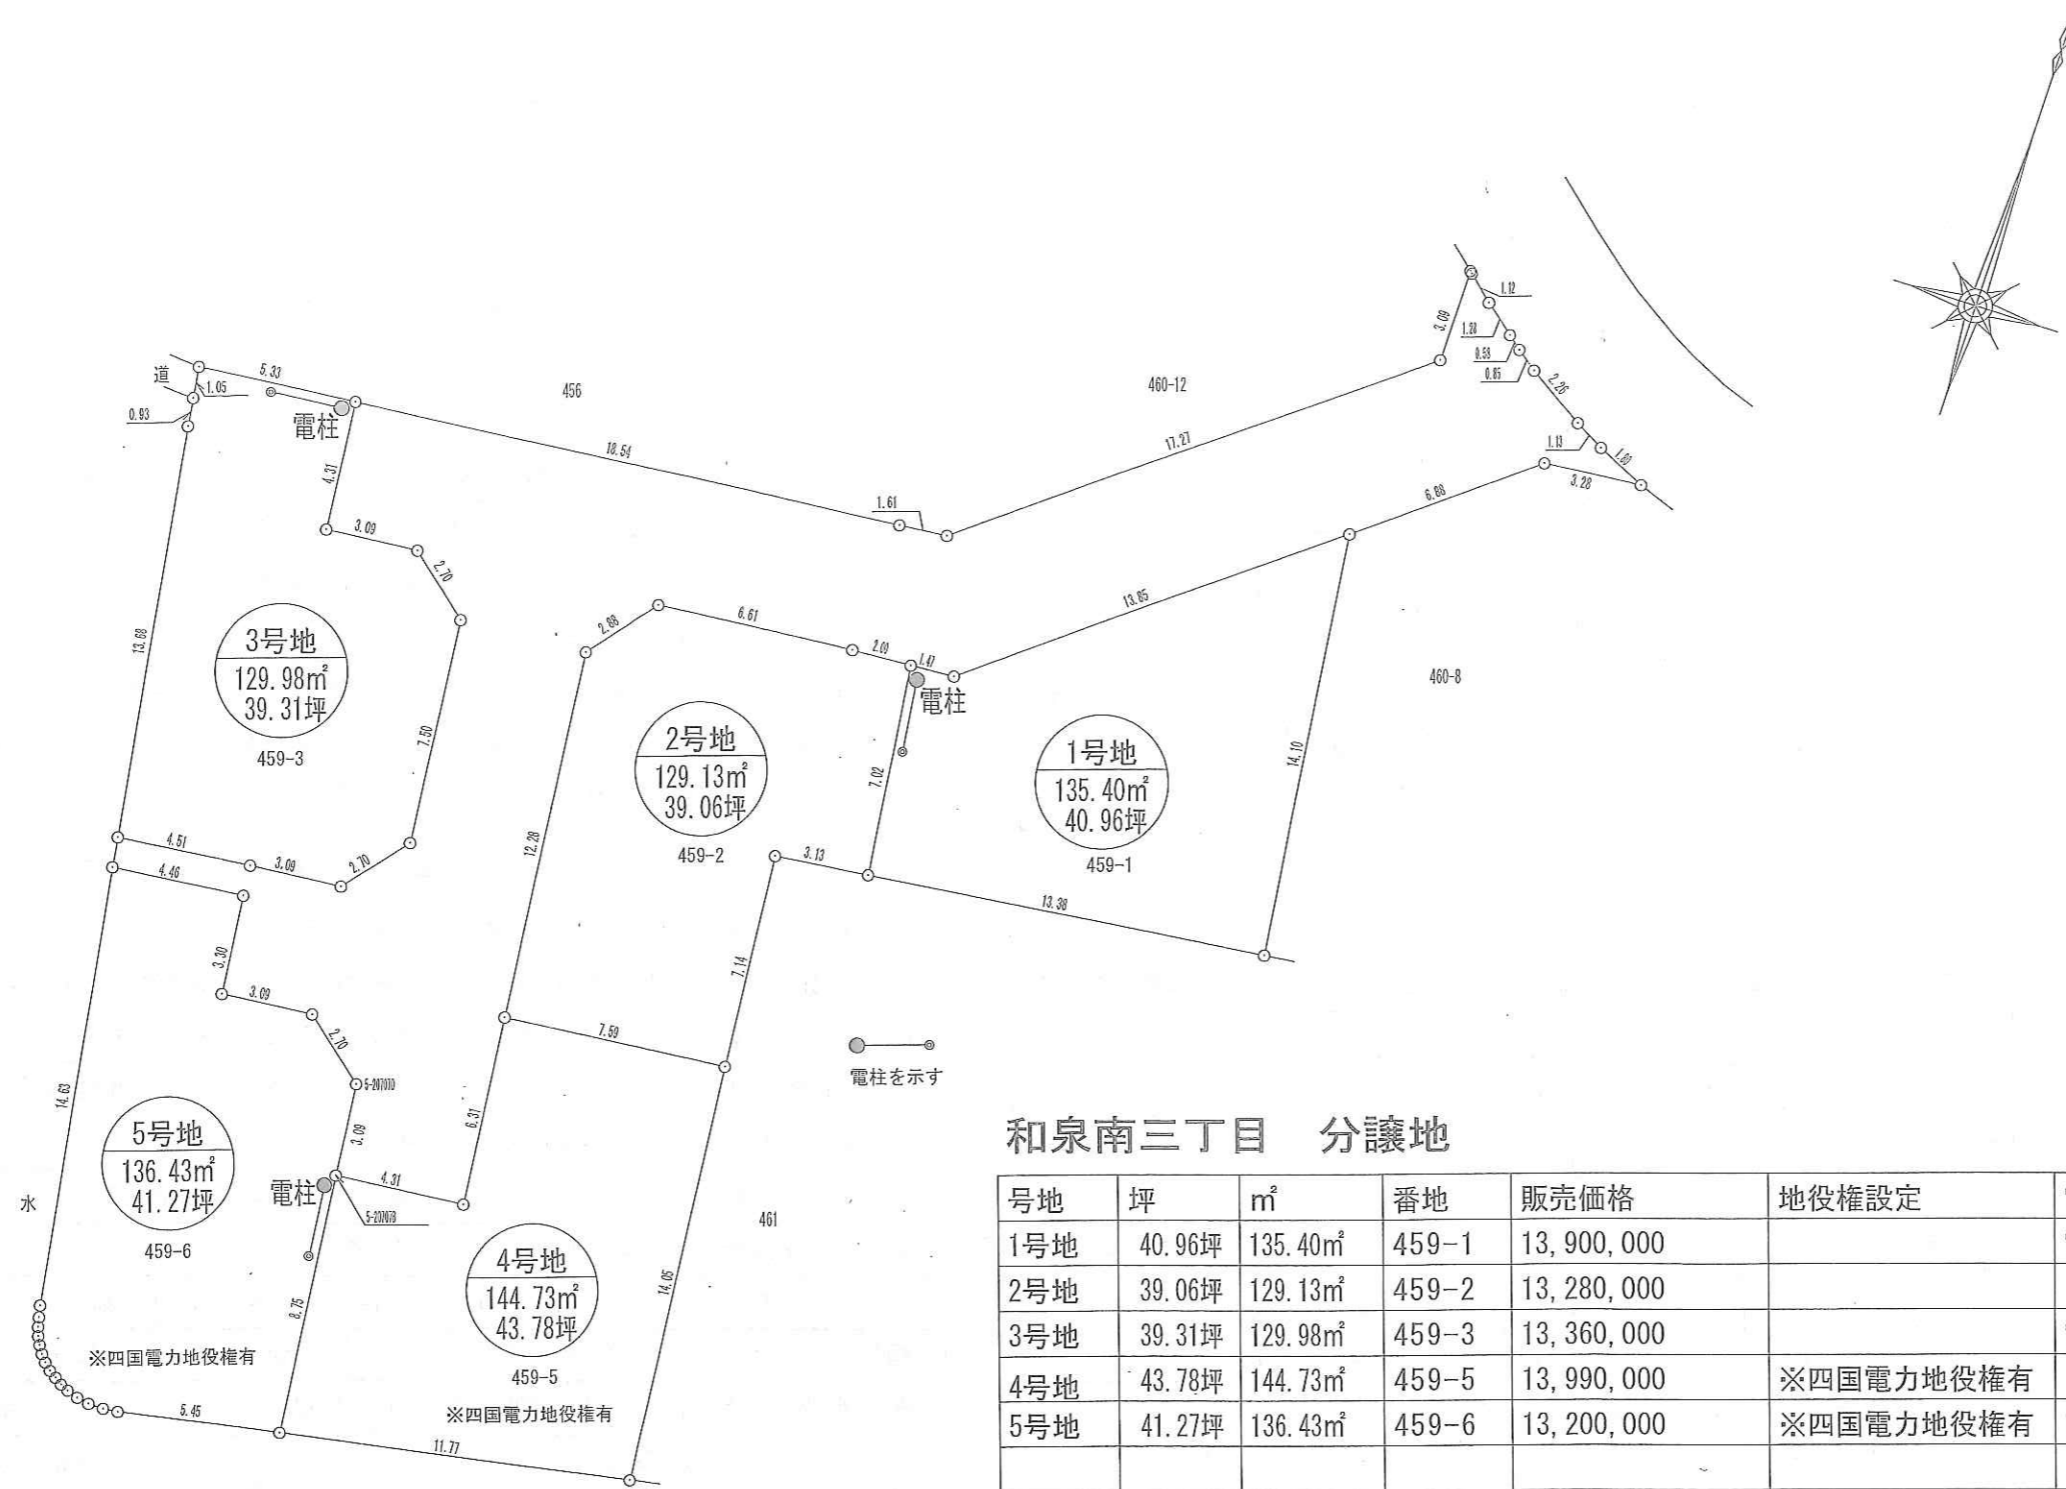 1.12
3.09
1.28
0.58
0.85
2.26
道
5.33
1.05
456
460-12
0.93
電柱
18.54
17.27
1.13
1.80
4.31
1.61
6.88
3.28
3.09
2.70
13.85
13.68
2.88
6.61
2.09
1.47
3号地
129.98㎡
39.31坪
459-3
460-8
電柱
7.50
2号地
129.13㎡
39.06坪
459-2
7.02
1号地
135.40㎡
40.96坪
459-1
14.10
4.51
3.09
2.70
12.28
3.13
4.46
13.38
3.30
7.14
3.09
2.70
7.59
電柱を示す
14.63
3.09
6.31
5号地
136.43㎡
41.27坪
459-6
電柱
4.31
水
461
8.75
4号地
144.73㎡
43.78坪
459-5
14.05
※四国電力地役権有
※四国電力地役権有
5.45
11.77
和泉南三丁目 分譲地
号地 坪 ㎡ 番地 販売価格 地役権設定
1号地 40.96坪 135.40㎡ 459-1 13,900,000
2号地 39.06坪 129.13㎡ 459-2 13,280,000
3号地 39.31坪 129.98㎡ 459-3 13,360,000
4号地 43.78坪 144.73㎡ 459-5 13,990,000 ※四国電力地役権有
5号地 41.27坪 136.43㎡ 459-6 13,200,000 ※四国電力地役権有